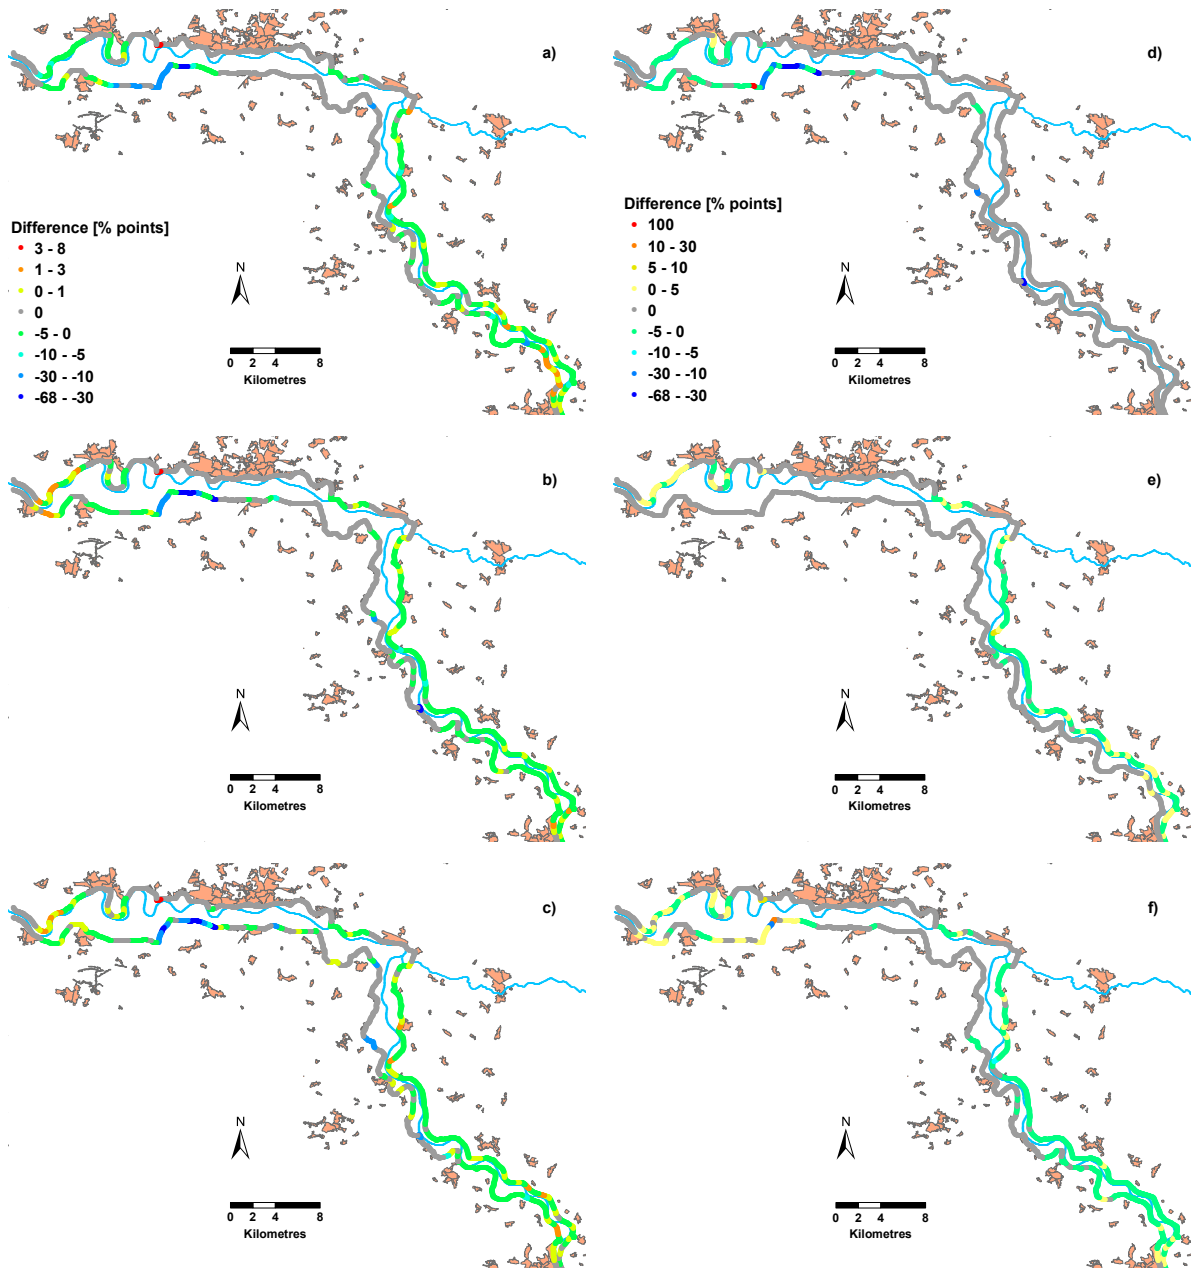 a)
Difference [% points]
3 - 8
1 - 3
0 - 1
0
-5 - 0
-10 - -5
-30 - -10
-68 - -30
N
0 2 4 8
Kilometres
d)
Difference [% points]
100
10 - 30
5 - 10
0 - 5
0
-5 - 0
-10 - -5
-30 - -10
-68 - -30
N
0 2 4 8
Kilometres
b)
N
0 2 4 8
Kilometres
e)
N
0 2 4 8
Kilometres
c)
N
0 2 4 8
Kilometres
f)
N
0 2 4 8
Kilometres